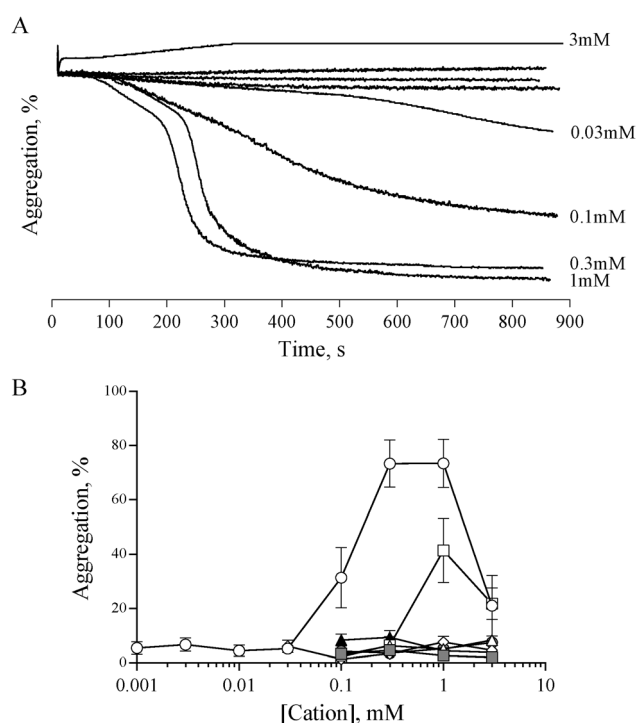 A
3mM
0.03mM
0.1mM
0.3mM
1mM
Aggregation, %
0 100 200 300 400 500 600 700 800 900
Time, s
B
100
80
60
40
20
0
Aggregation, %
0.001 0.01 0.1 1 10
[Cation], mM